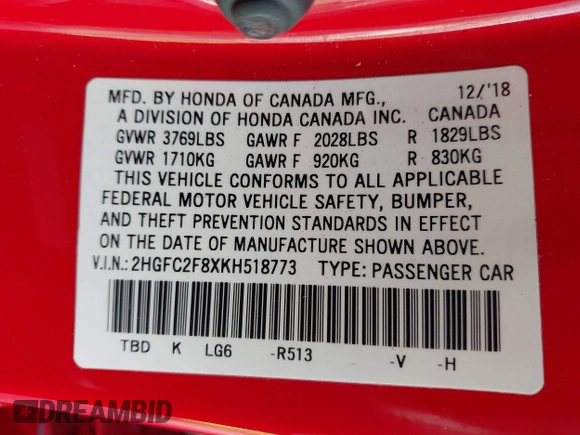 MFD. BY HONDA OF CANADA MFG., 12/'18
A DIVISION OF HONDA CANADA INC. CANADA
GVWR 3769LBS GAWR F 2028LBS R 1829LBS
GVWR 1710KG GAWR F 920KG R 830KG
THIS VEHICLE CONFORMS TO ALL APPLICABLE
FEDERAL MOTOR VEHICLE SAFETY, BUMPER,
AND THEFT PREVENTION STANDARDS IN EFFECT
ON THE DATE OF MANUFACTURE SHOWN ABOVE.
V.I.N.: 2HGFC2F8XKH518773 TYPE: PASSENGER CAR
TBD K LG6 -R513 -V -H
DREAMBID